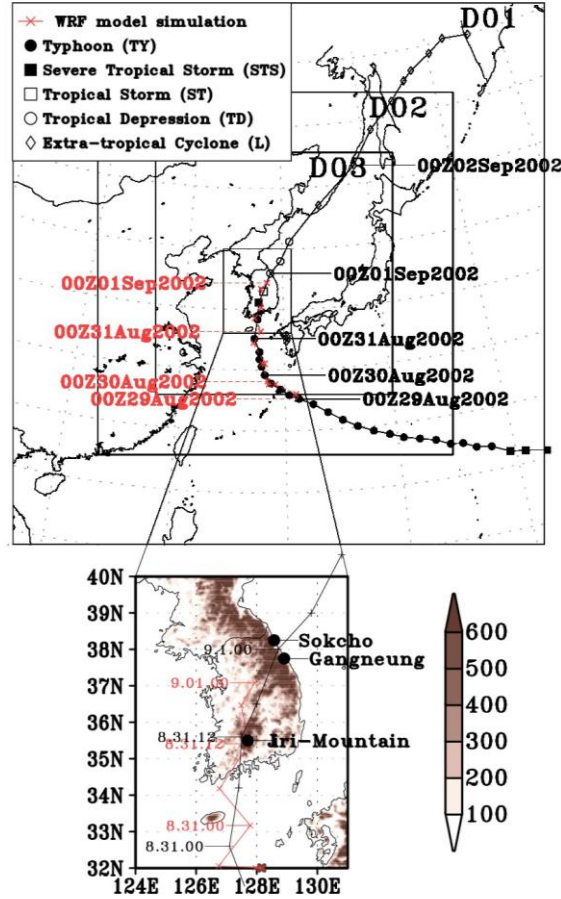 WRF model simulation
Typhoon (TY)
Severe Tropical Storm (STS)
Tropical Storm (ST)
Tropical Depression (TD)
Extra-tropical Cyclone (L)
D01
D02
D03
00Z02Sep2002
00Z01Sep2002
00Z01Sep2002
00Z31Aug2002
00Z31Aug2002
00Z30Aug2002
00Z30Aug2002
00Z29Aug2002
00Z29Aug2002
40N
39N
38N
37N
36N
35N
34N
33N
32N
124E
126E
128E
130E
Sokcho
9.1.00
Gangneung
9.01.00
8.31.12
8.31.12
Jri-Mountain
8.31.00
8.31.00
600
500
400
300
200
100